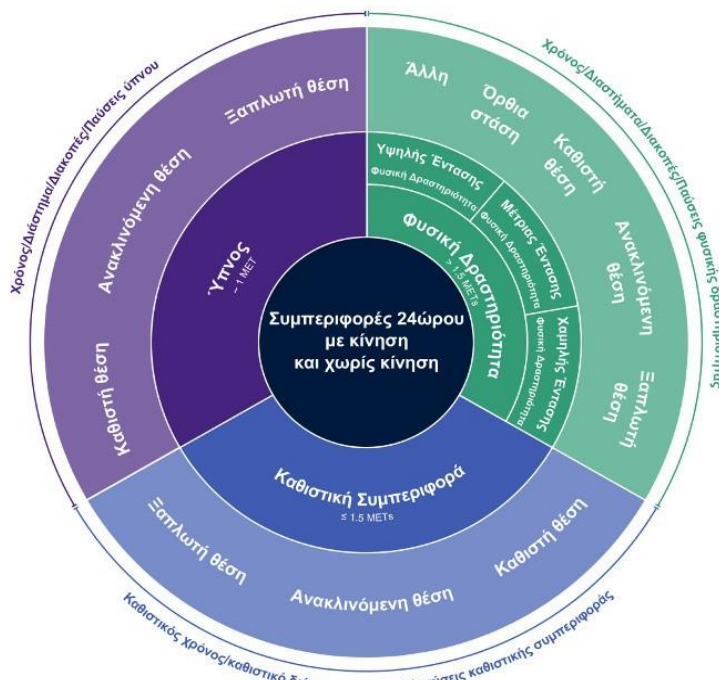 Συμπεριφορές 24ώρου
με κίνηση
και χωρίς κίνηση
Ύπνος
~ 1 MET
Φυσική Δραστηριότητα
> 1.5 METs
Υψηλής Έντασης
Φυσική Δραστηριότητα
Μέτριας Έντασης
Φυσική Δραστηριότητα
Χαμηλής Έντασης
Φυσική Δραστηριότητα
Καθιστική Συμπεριφορά
≤ 1.5 METs
Καθιστή θέση
Ανακλινόμενη θέση
Ξαπλωτή θέση
Άλλη
Όρθια
στάση
Καθιστή
θέση
Ανακλινόμενη
θέση
Ξαπλωτή
θέση
Ξαπλωτή θέση
Ανακλινόμενη θέση
Καθιστή θέση
Χρόνος/Διάστημα/Διακοπές/Παύσεις ύπνου
Χρόνος/Διαστήματα/Διακοπές/Παύσεις φυσικής
Καθιστικός χρόνος/καθιστικό καθιστικής συμπεριφοράς